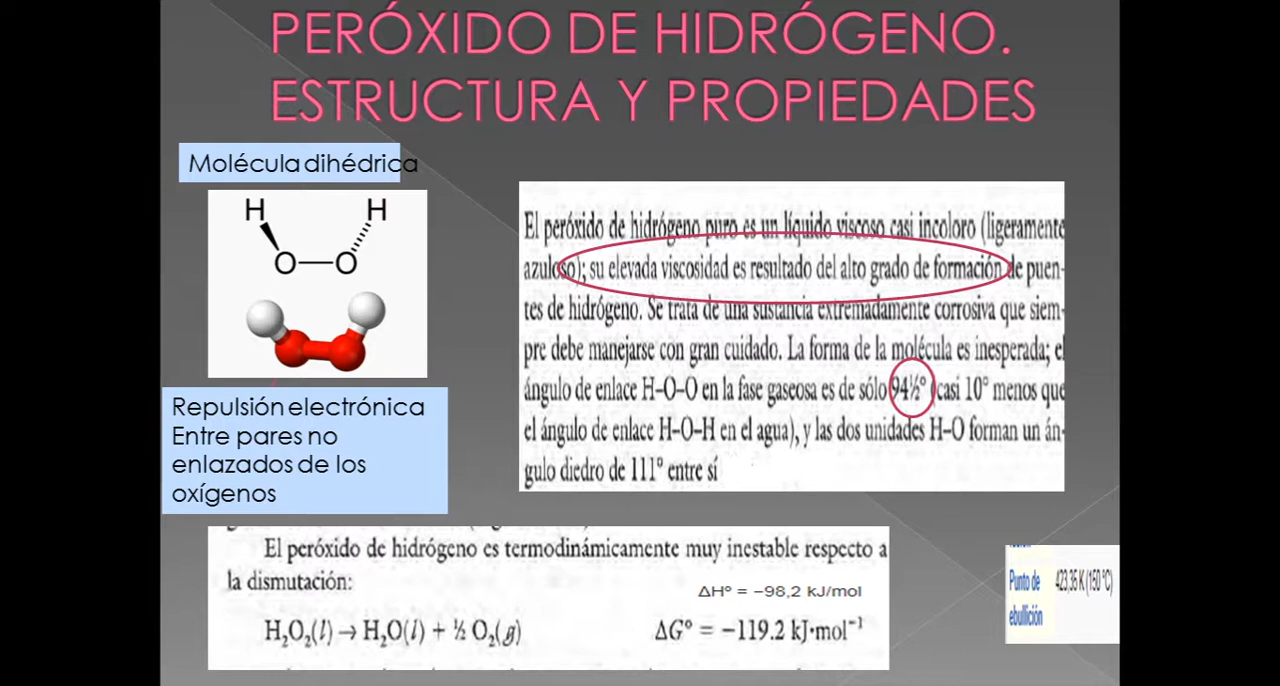 PERÓXIDO DE HIDRÓGENO.
ESTRUCTURA Y PROPIEDADES
Molécula dihédrica
H H
O O
Repulsión electrónica
Entre pares no
enlazados de los
oxígenos
El peróxido de hidrógeno puro es un líquido viscoso casi incoloro (ligeramente
azuloso); su elevada viscosidad es resultado del alto grado de formación de puen-
tes de hidrógeno. Se trata de una sustancia extremadamente corrosiva que siem-
pre debe manejarse con gran cuidado. La forma de la molécula es inesperada; el
ángulo de enlace H–O–O en la fase gaseosa es de sólo 94½° (casi 10° menos que
el ángulo de enlace H–O–H en el agua), y las dos unidades H–O forman un án-
gulo diedro de 111° entre sí
El peróxido de hidrógeno es termodinámicamente muy inestable respecto a
la dismutación:
ΔH° = −98,2 kJ/mol
H₂O₂(l) → H₂O(l) + ½ O₂(g) ΔG° = −119.2 kJ·mol⁻¹
Punto de 423,35 K (150 °C)
ebullición